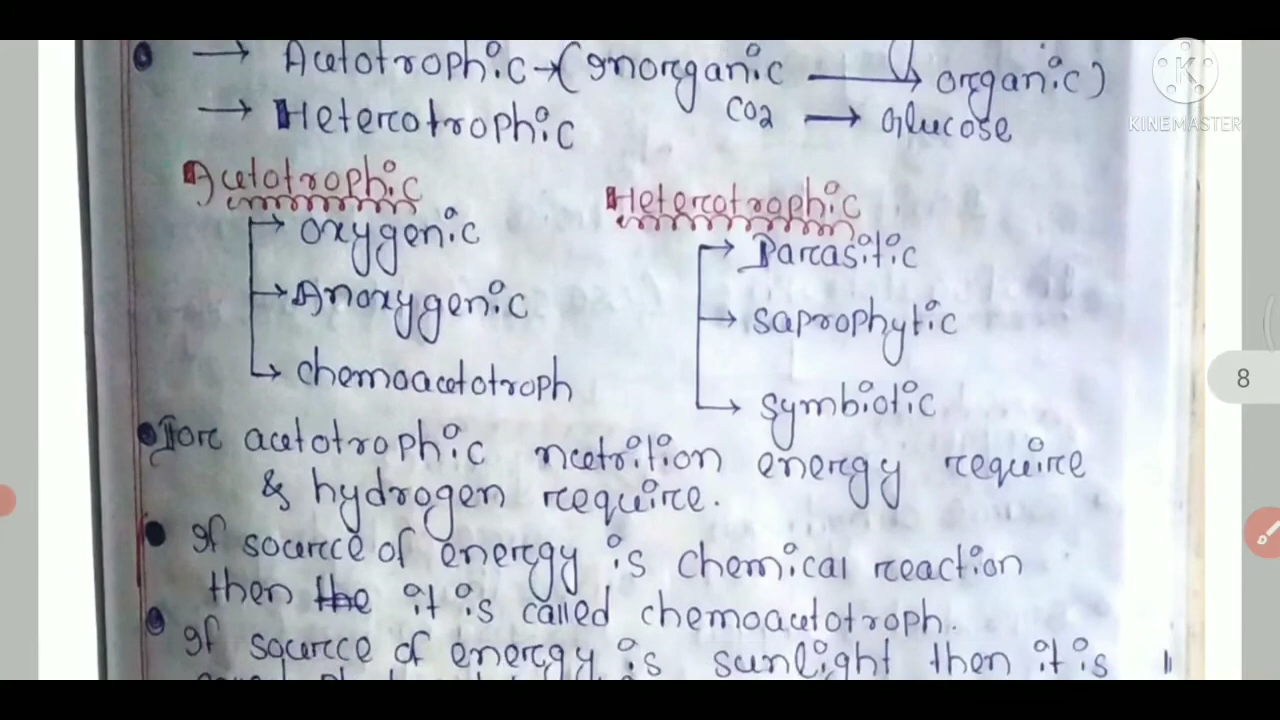 → Autotrophic → (Inorganic → organic)
→ Heterotrophic CO2 → Glucose
KINEMASTER
Autotrophic
Heterotrophic
→ oxygenic
→ Parasitic
→ Anoxygenic
→ saprophytic
→ chemoautotroph
→ symbiotic
8
• For autotrophic nutrition energy require
& hydrogen require.
• If source of energy is chemical reaction
then the it is called chemoautotroph.
• If source of energy is sunlight then it is